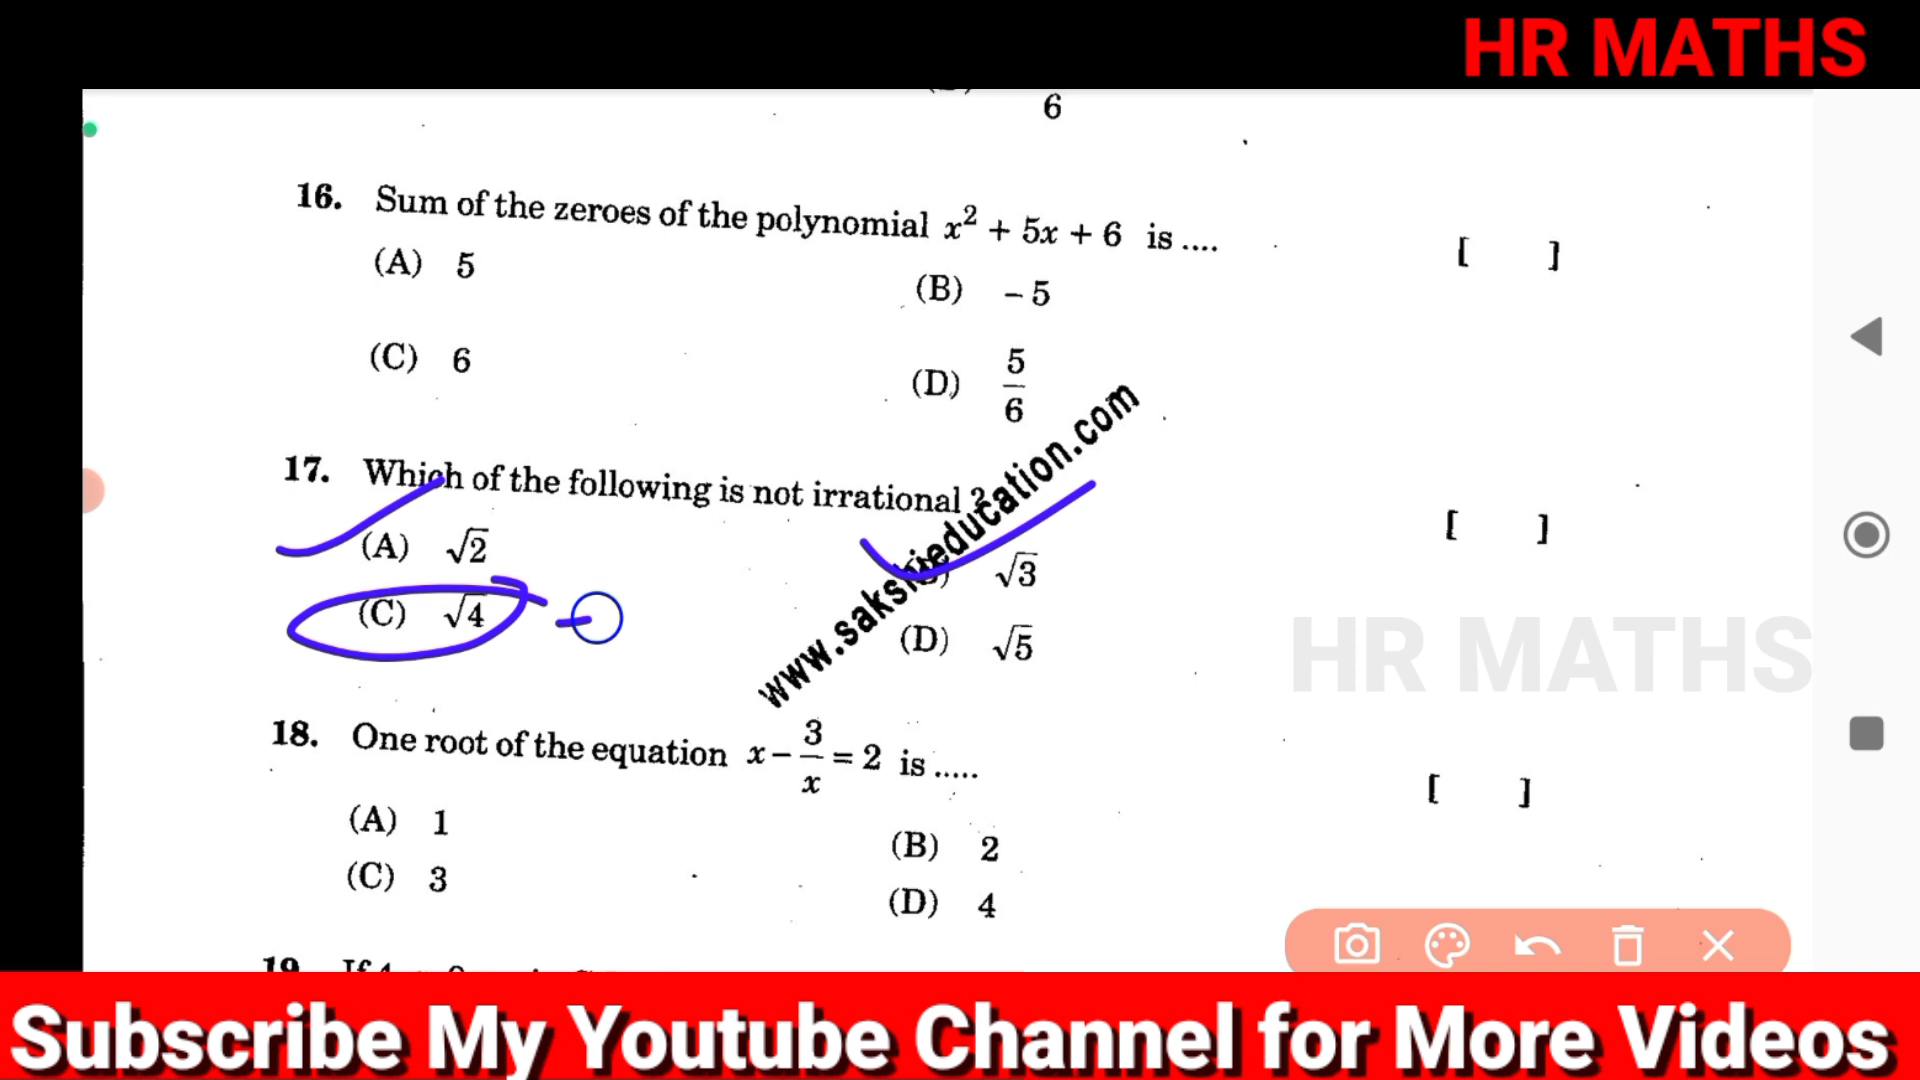 HR MATHS
6
16. Sum of the zeroes of the polynomial x² + 5x + 6 is .... [ ]
(A) 5
(B) – 5
(C) 6
(D) 5/6
17. Which of the following is not irrational ? [ ]
(A) √2
√3
(C) √4
(D) √5
www.sakshieducation.com
HR MATHS
18. One root of the equation x – 3/x = 2 is ..... [ ]
(A) 1
(B) 2
(C) 3
(D) 4
19
Subscribe My Youtube Channel for More Videos